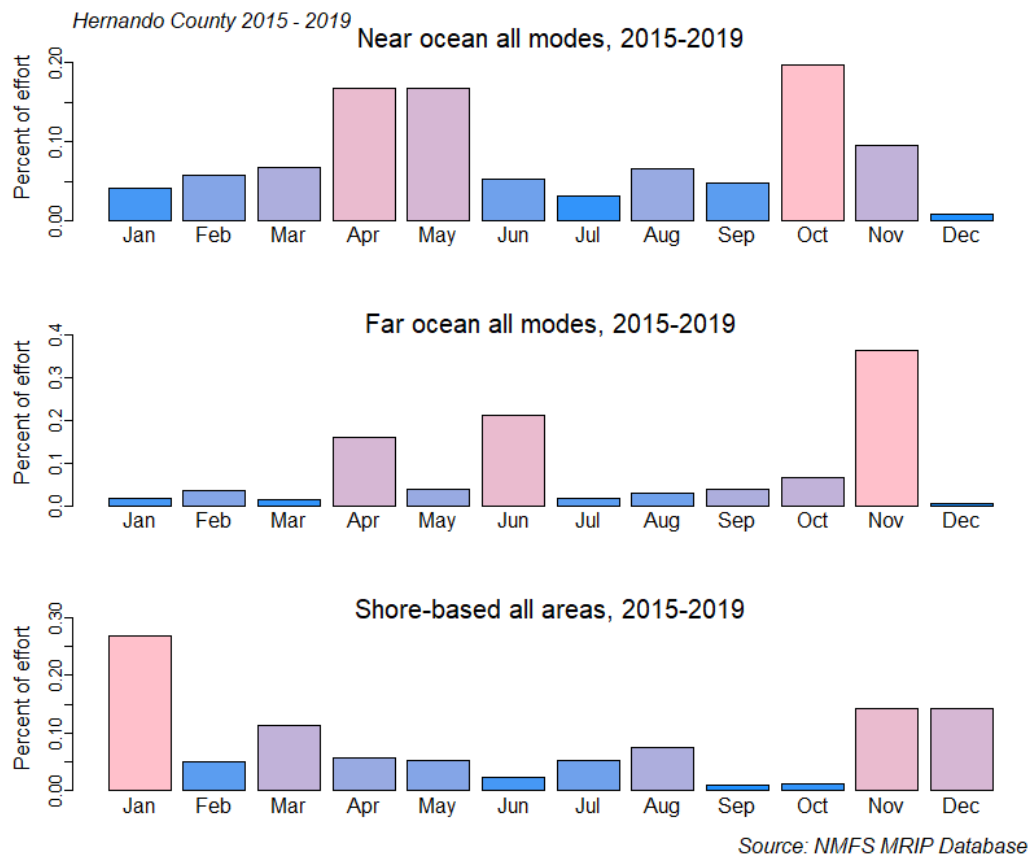 Hernando County 2015 - 2019
Near ocean all modes, 2015-2019
Percent of effort
0.20
0.10
0.00
Jan Feb Mar Apr May Jun Jul Aug Sep Oct Nov Dec
Far ocean all modes, 2015-2019
Percent of effort
0.4
0.3
0.2
0.1
0.0
Jan Feb Mar Apr May Jun Jul Aug Sep Oct Nov Dec
Shore-based all areas, 2015-2019
Percent of effort
0.30
0.20
0.10
0.00
Jan Feb Mar Apr May Jun Jul Aug Sep Oct Nov Dec
Source: NMFS MRIP Database